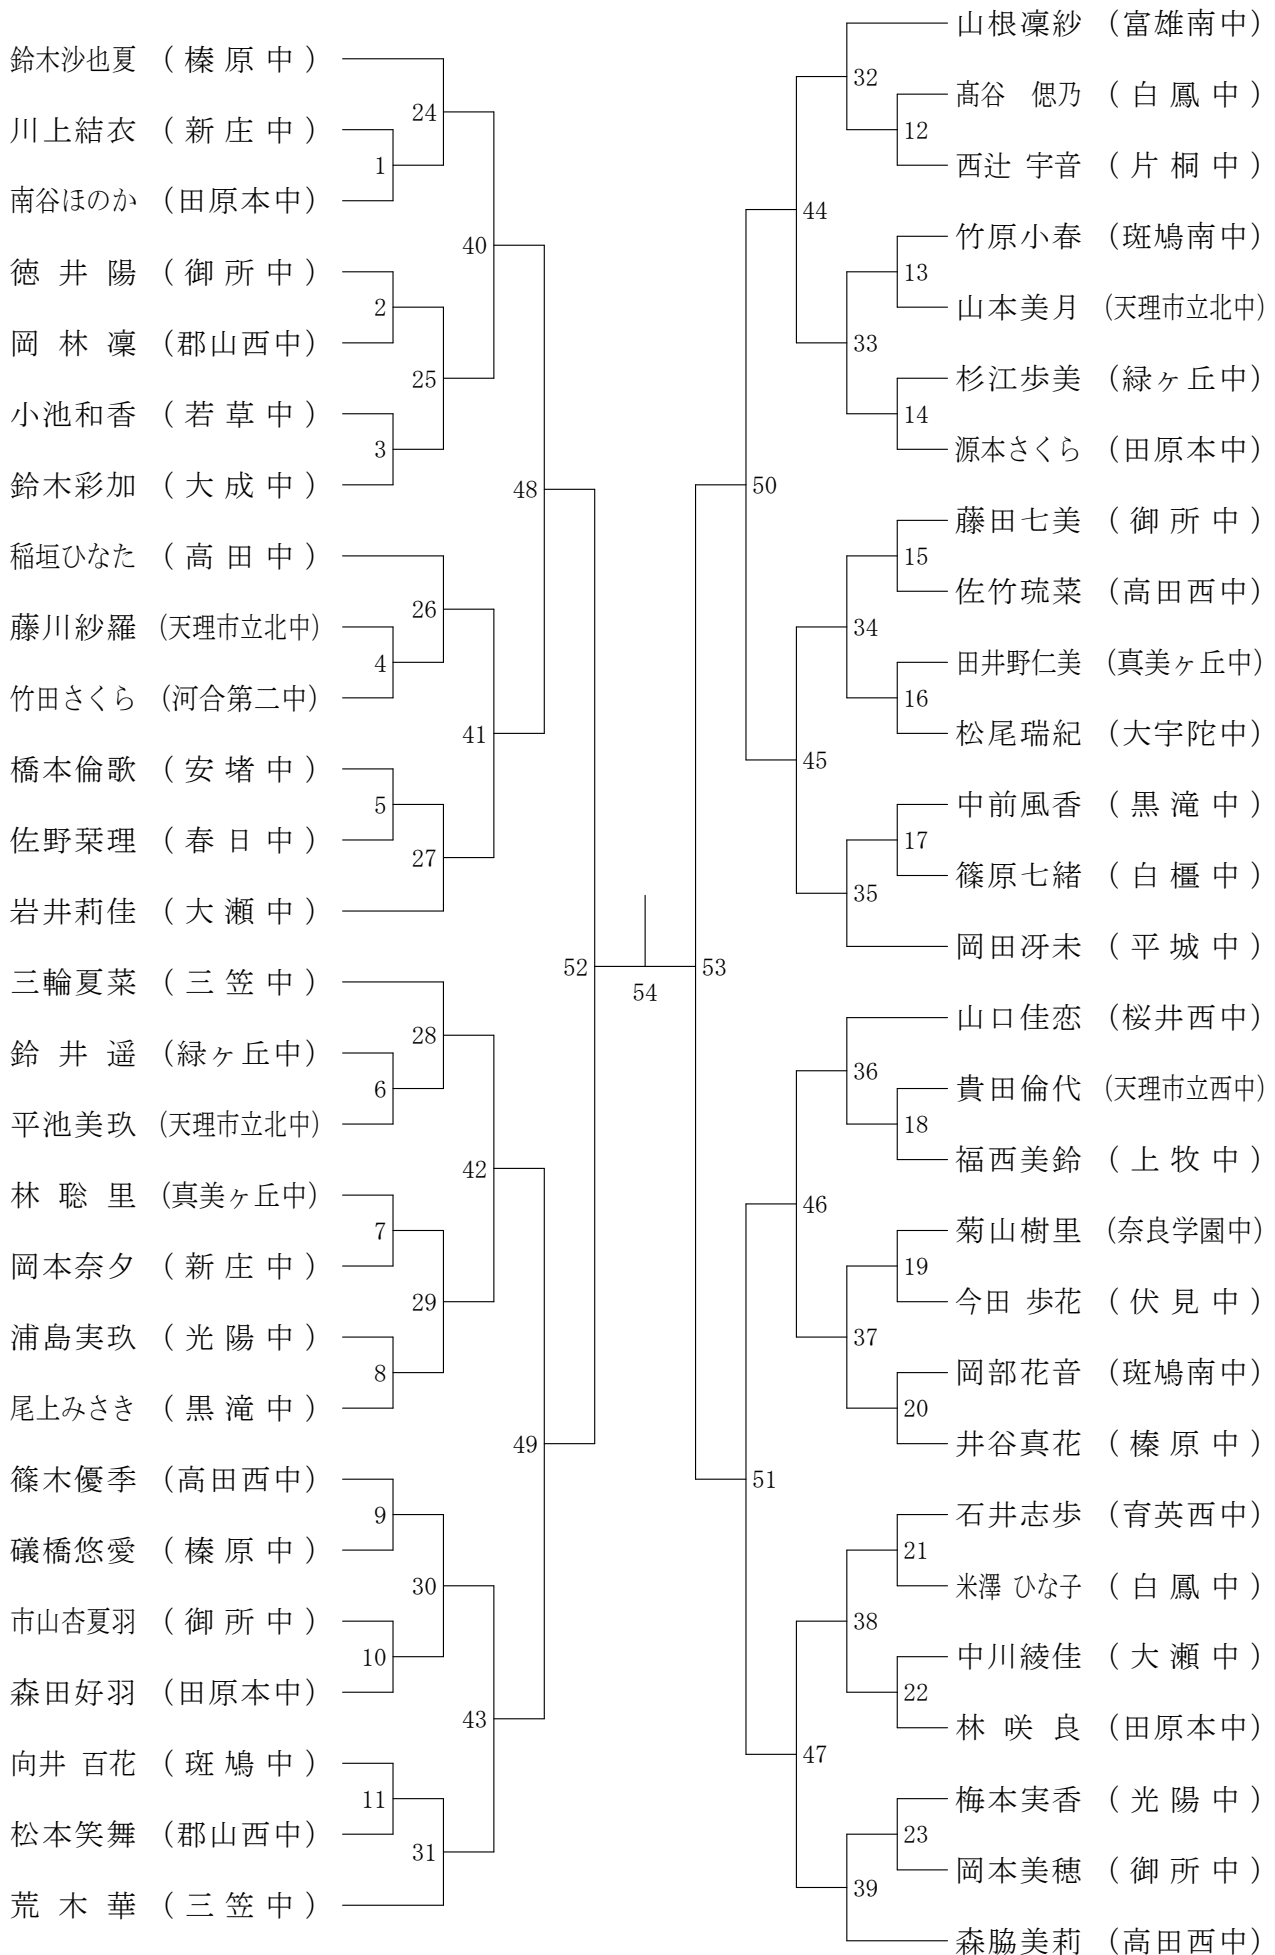 鈴木沙也夏 （ 榛 原 中 ）
川上結衣 （ 新 庄 中 ）
南谷ほのか （田原本中）
徳 井 陽 （ 御 所 中 ）
岡 林 凜 （郡山西中）
小池和香 （ 若 草 中 ）
鈴木彩加 （ 大 成 中 ）
稲垣ひなた （ 高 田 中 ）
藤川紗羅 （天理市立北中）
竹田さくら （河合第二中）
橋本倫歌 （ 安 堵 中 ）
佐野栞理 （ 春 日 中 ）
岩井莉佳 （ 大 瀬 中 ）
三輪夏菜 （ 三 笠 中 ）
鈴 井 遥 （緑ヶ丘中）
平池美玖 （天理市立北中）
林 聡 里 （真美ヶ丘中）
岡本奈夕 （ 新 庄 中 ）
浦島実玖 （ 光 陽 中 ）
尾上みさき （ 黒 滝 中 ）
篠木優季 （高田西中）
礒橋悠愛 （ 榛 原 中 ）
市山杏夏羽 （ 御 所 中 ）
森田好羽 （田原本中）
向井 百花 （ 斑 鳩 中 ）
松本笑舞 （郡山西中）
荒 木 華 （ 三 笠 中 ）
1
2
3
4
5
6
7
8
9
10
11
24
25
26
27
28
29
30
31
40
41
42
43
48
49
52
54
53
50
51
44
45
46
47
32
33
34
35
36
37
38
39
12
13
14
15
16
17
18
19
20
21
22
23
山根凜紗 （富雄南中）
髙谷　偲乃 （ 白 鳳 中 ）
西辻 宇音 （ 片 桐 中 ）
竹原小春 （斑鳩南中）
山本美月 （天理市立北中）
杉江歩美 （緑ヶ丘中）
源本さくら （田原本中）
藤田七美 （ 御 所 中 ）
佐竹琉菜 （高田西中）
田井野仁美 （真美ヶ丘中）
松尾瑞紀 （大宇陀中）
中前風香 （ 黒 滝 中 ）
篠原七緒 （ 白 橿 中 ）
岡田冴未 （ 平 城 中 ）
山口佳恋 （桜井西中）
貴田倫代 （天理市立西中）
福西美鈴 （ 上 牧 中 ）
菊山樹里 （奈良学園中）
今田 歩花 （ 伏 見 中 ）
岡部花音 （斑鳩南中）
井谷真花 （ 榛 原 中 ）
石井志歩 （育英西中）
米澤 ひな子 （ 白 鳳 中 ）
中川綾佳 （ 大 瀬 中 ）
林 咲 良 （田原本中）
梅本実香 （ 光 陽 中 ）
岡本美穂 （ 御 所 中 ）
森脇美莉 （高田西中）